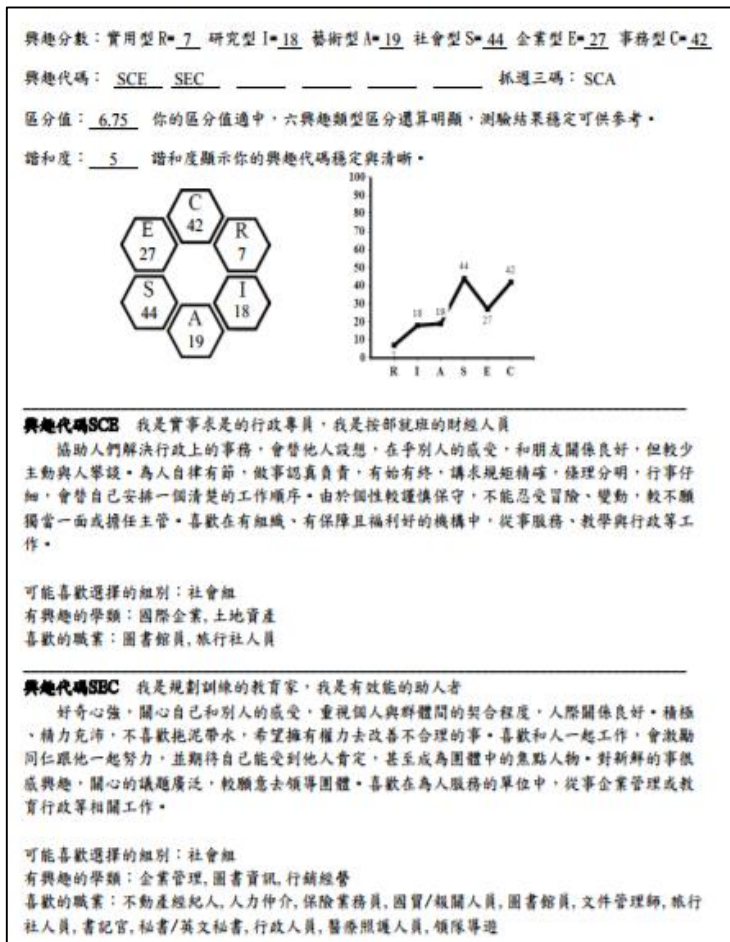 興趣分數：實用型 R= 7 研究型 I= 18 藝術型 A= 19 社會型 S= 44 企業型 E= 27 事務型 C= 42
興趣代碼： SCE SEC 抓週三碼： SCA
區分值： 6.75 你的區分值適中，六興趣類型區分還算明顯，測驗結果穩定可供參考。
諧和度： 5 諧和度顯示你的興趣代碼穩定與清晰。
C
42
E
27
R
7
S
44
I
18
A
19
100
90
80
70
60
50
40
30
20
10
0
7
18
19
44
27
42
R I A S E C
興趣代碼SCE 我是實事求是的行政專員，我是按部就班的財經人員
協助人們解決行政上的事務，會替他人設想，在乎別人的感受，和朋友關係良好，但較少
主動與人攀談。為人自律有節，做事認真負責，有始有終，講求規矩精確，條理分明，行事仔
細，會替自己安排一個清楚的工作順序。由於個性較謹慎保守，不能忍受冒險、變動，較不願
獨當一面或擔任主管。喜歡在有組織、有保障且福利好的機構中，從事服務、教學與行政等工
作。
可能喜歡選擇的組別：社會組
有興趣的學類：國際企業, 土地資產
喜歡的職業：圖書館員, 旅行社人員
興趣代碼SEC 我是規劃訓練的教育家，我是有效能的助人者
好奇心強，關心自己和別人的感受，重視個人與群體間的契合程度，人際關係良好。積極
、精力充沛，不喜歡拖泥帶水，希望擁有權力去改善不合理的事。喜歡和人一起工作，會激勵
同仁跟他一起努力，並期待自己能受到他人肯定，甚至成為團體中的焦點人物。對新鮮的事很
感興趣，關心的議題廣泛，較願意去領導團體。喜歡在為人服務的單位中，從事企業管理或教
育行政等相關工作。
可能喜歡選擇的組別：社會組
有興趣的學類：企業管理, 圖書資訊, 行銷經營
喜歡的職業：不動產經紀人, 人力仲介, 保險業務員, 國貿/報關人員, 圖書館員, 文件管理師, 旅行
社人員, 書記官, 秘書/英文秘書, 行政人員, 醫療照護人員, 領隊導遊